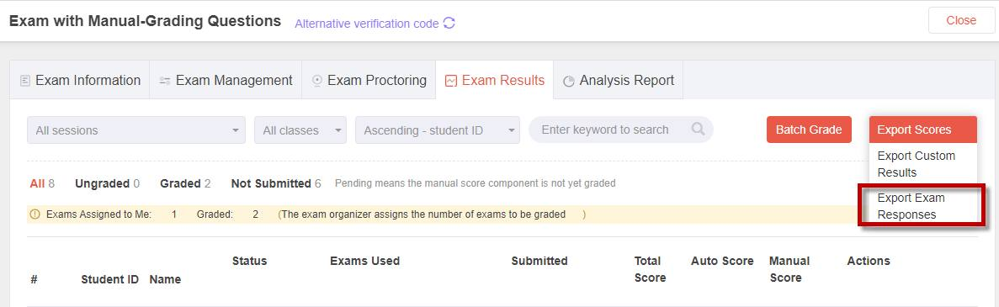 Exam with Manual-Grading Questions Alternative verification code
Close
Exam Information Exam Management Exam Proctoring Exam Results Analysis Report
All sessions All classes Ascending - student ID Enter keyword to search Batch Grade Export Scores
Export Custom
Results
All 8 Ungraded 0 Graded 2 Not Submitted 6 Pending means the manual score component is not yet graded
Export Exam
Responses
Exams Assigned to Me: 1 Graded: 2 (The exam organizer assigns the number of exams to be graded )
# Student ID Name Status Exams Used Submitted Total
Score Auto Score Manual
Score Actions